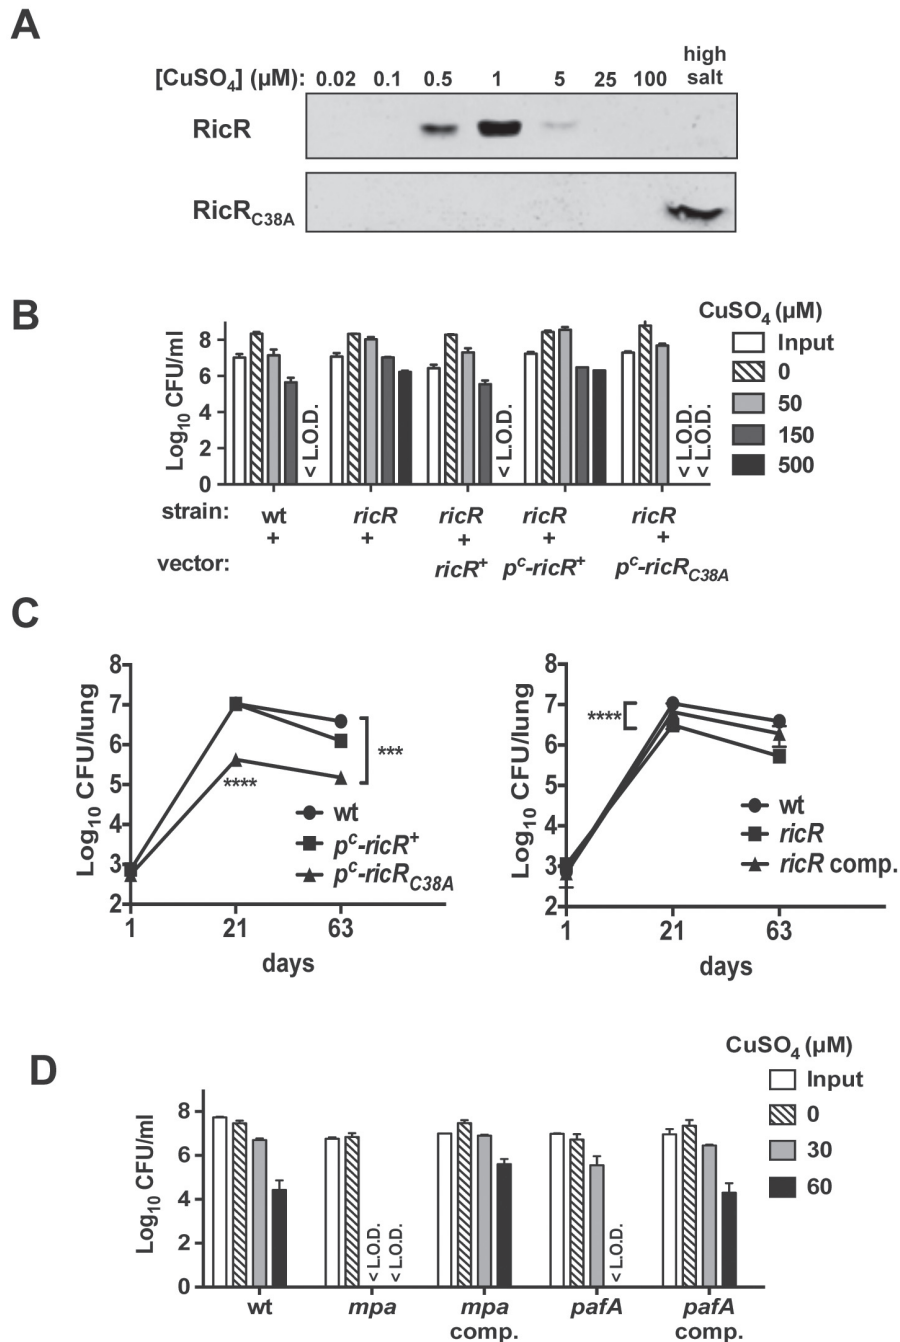 A
[CuSO4] (µM): 0.02 0.1 0.5 1 5 25 100 high salt
RicR
RicRC38A
B
CuSO4 (µM)
Input
0
50
150
500
Log10 CFU/ml
8
6
4
2
0
< L.O.D.
< L.O.D.
< L.O.D.
< L.O.D.
strain: wt ricR ricR ricR ricR
+ + + + +
vector: ricR+ pc-ricR+ pc-ricRC38A
C
Log10 CFU/lung
8
7
6
5
4
3
2
***
****
wt
pc-ricR+
pc-ricRC38A
1 21 63
days
Log10 CFU/lung
8
7
6
5
4
3
2
****
wt
ricR
ricR comp.
1 21 63
days
D
CuSO4 (µM)
Input
0
30
60
Log10 CFU/ml
8
6
4
2
0
< L.O.D.
< L.O.D.
< L.O.D.
wt mpa mpa comp. pafA pafA comp.